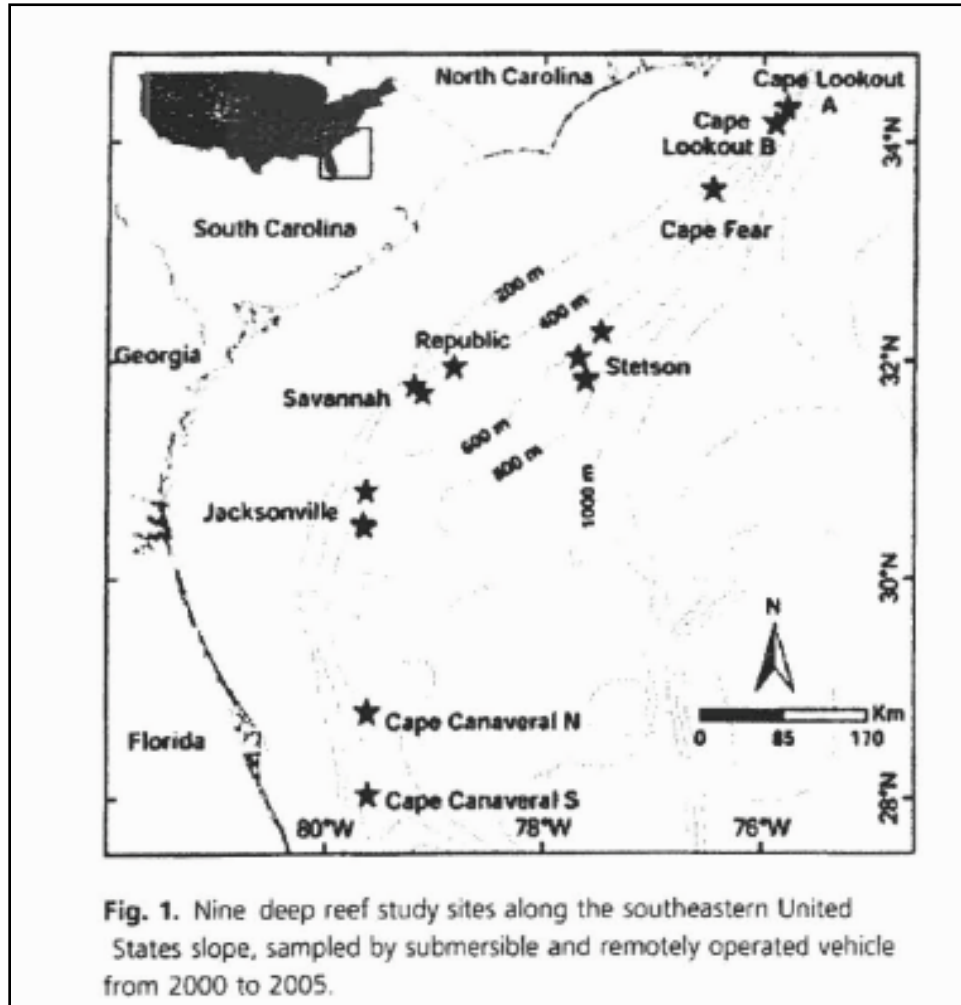 North Carolina
Cape Lookout
A
Cape
Lookout B
34°N
Cape Fear
South Carolina
200 m
400 m
Republic
Georgia
Stetson
32°N
Savannah
600 m
800 m
1000 m
Jacksonville
30°N
N
Cape Canaveral N
Km
0 85 170
Florida
Cape Canaveral S
28°N
80°W 78°W 76°W
Fig. 1. Nine deep reef study sites along the southeastern United
States slope, sampled by submersible and remotely operated vehicle
from 2000 to 2005.